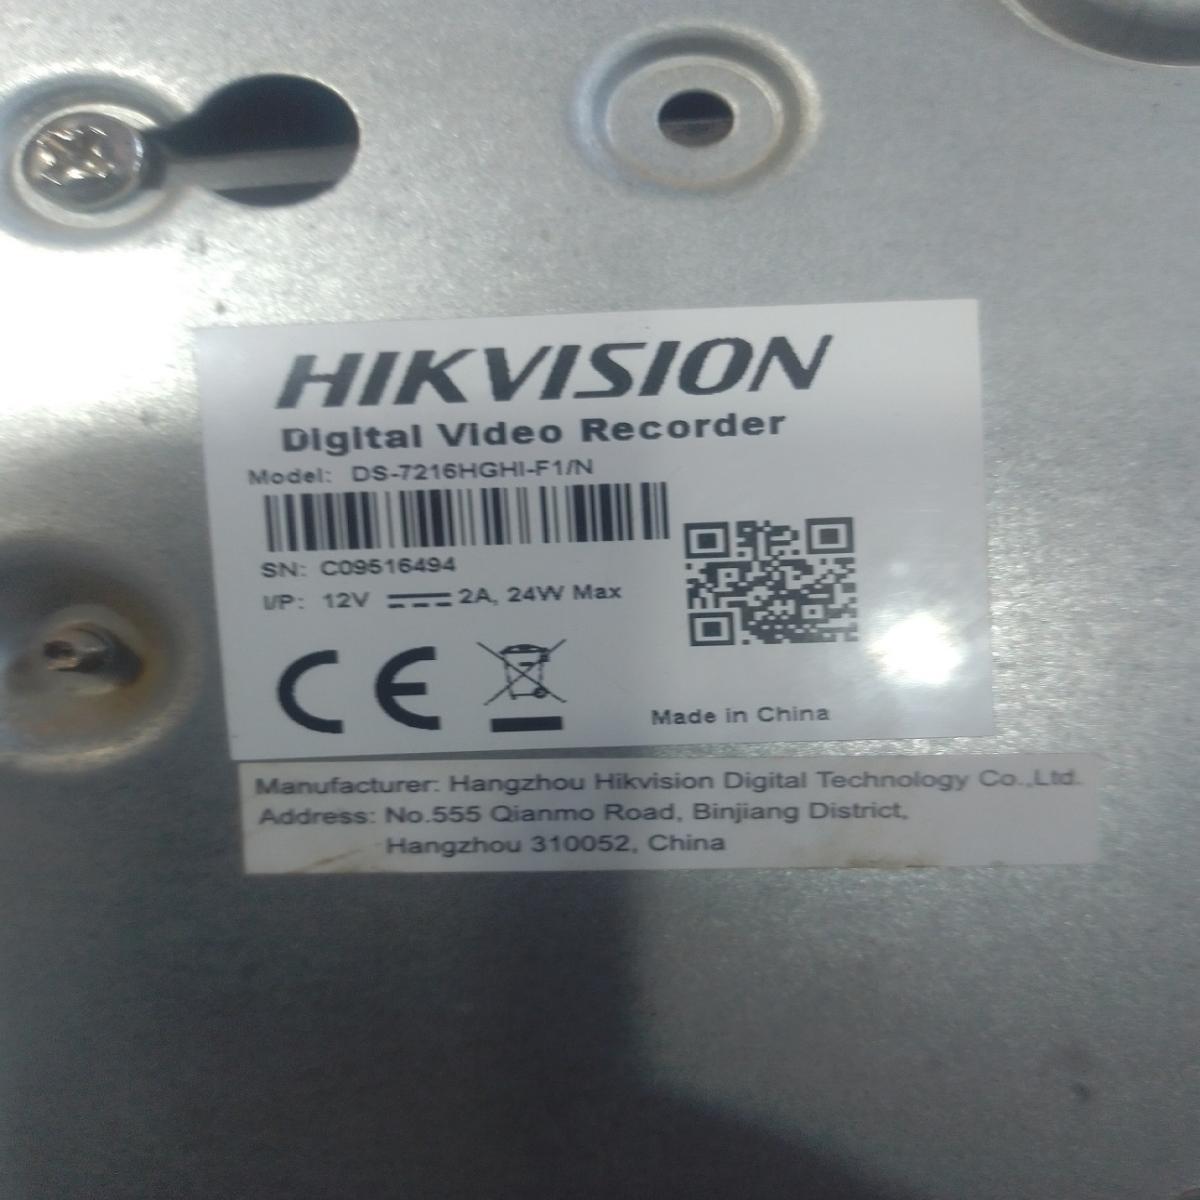 HIKVISION
Digital Video Recorder
Model: DS-7216HGHI-F1/N
SN: C09516494
I/P: 12V ⎓ 2A, 24W Max
CE
Made in China
Manufacturer: Hangzhou Hikvision Digital Technology Co.,Ltd.
Address: No.555 Qianmo Road, Binjiang District,
Hangzhou 310052, China